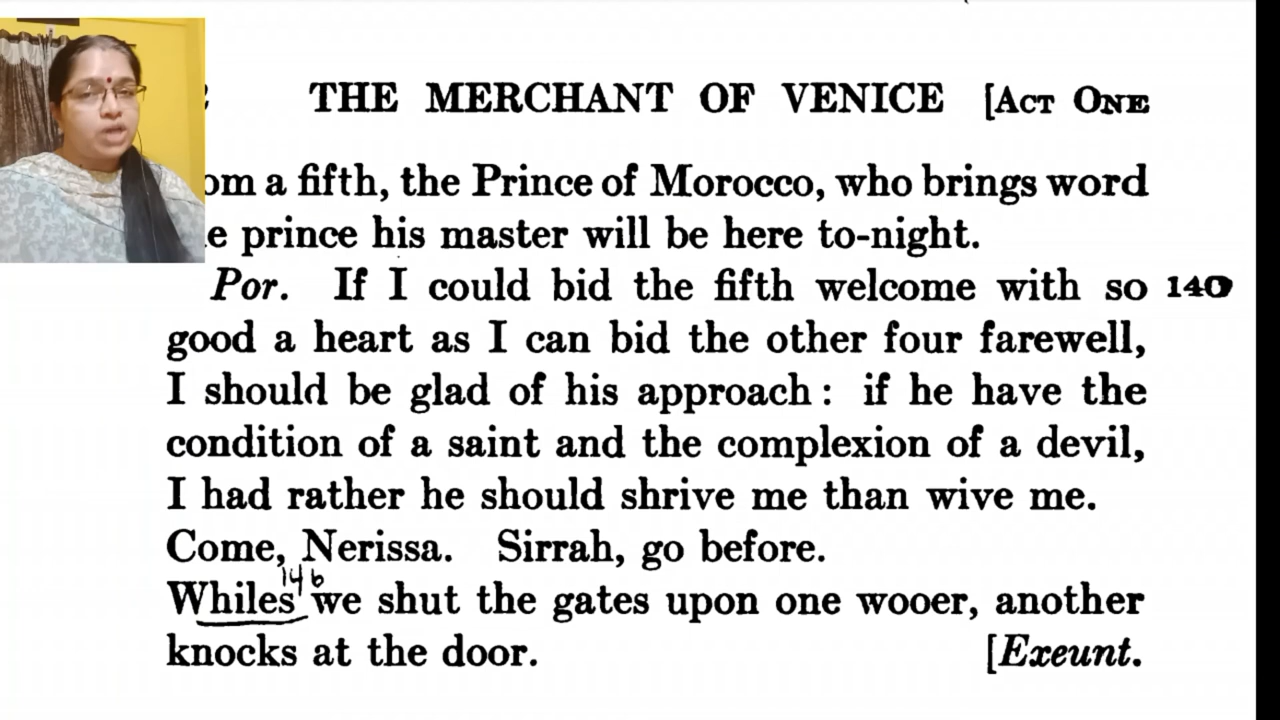 THE MERCHANT OF VENICE [ACT ONE
om a fifth, the Prince of Morocco, who brings word
e prince his master will be here to-night.
Por. If I could bid the fifth welcome with so 140
good a heart as I can bid the other four farewell,
I should be glad of his approach: if he have the
condition of a saint and the complexion of a devil,
I had rather he should shrive me than wive me.
Come, Nerissa. Sirrah, go before.
146
Whiles we shut the gates upon one wooer, another
knocks at the door. [Exeunt.